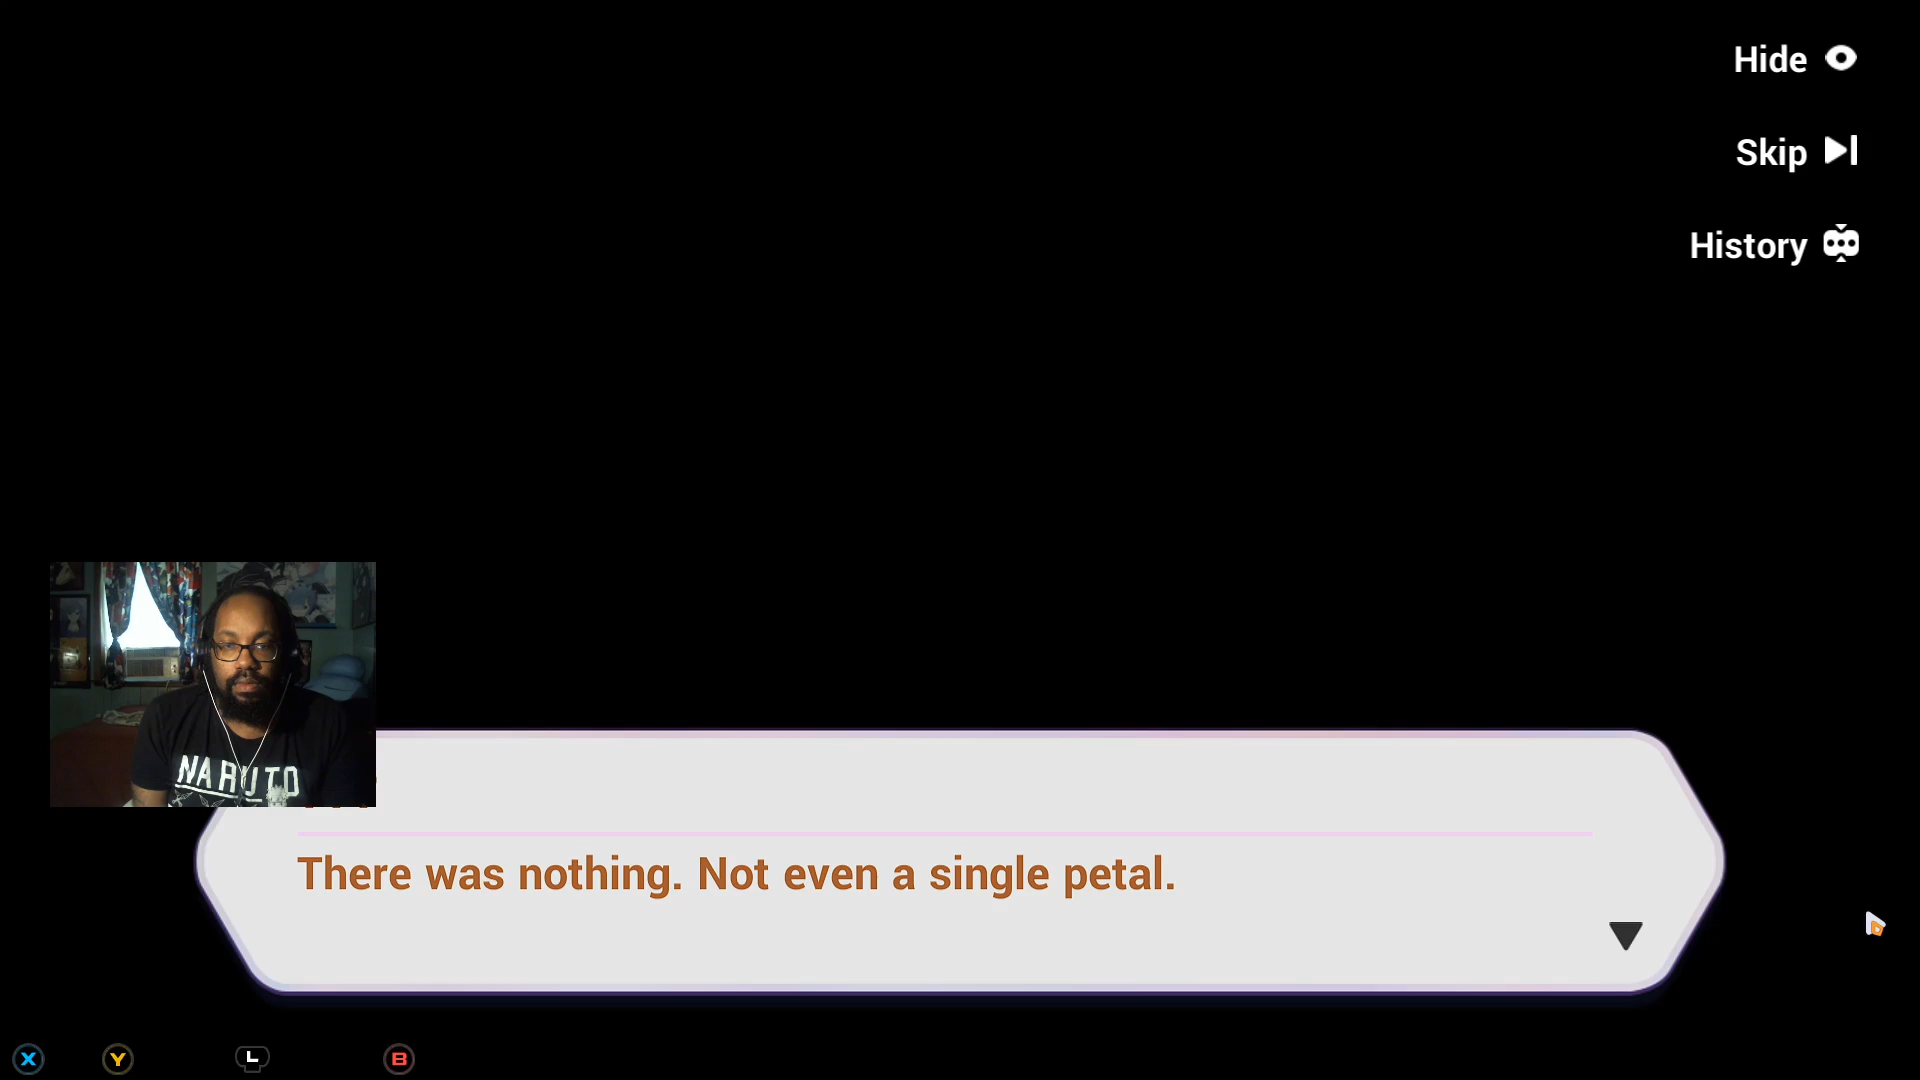 Hide
Skip
History
NARUTO
There was nothing. Not even a single petal.
X Y L B